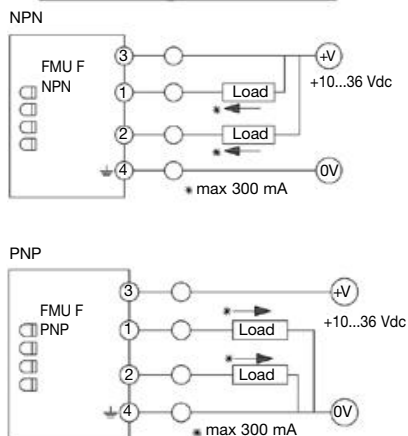 NPN
FMU F
NPN
3
+V
+10...36 Vdc
1
Load
*
2
Load
*
4
0V
* max 300 mA
PNP
FMU F
PNP
3
+V
+10...36 Vdc
*
1
Load
*
2
Load
4
0V
* max 300 mA